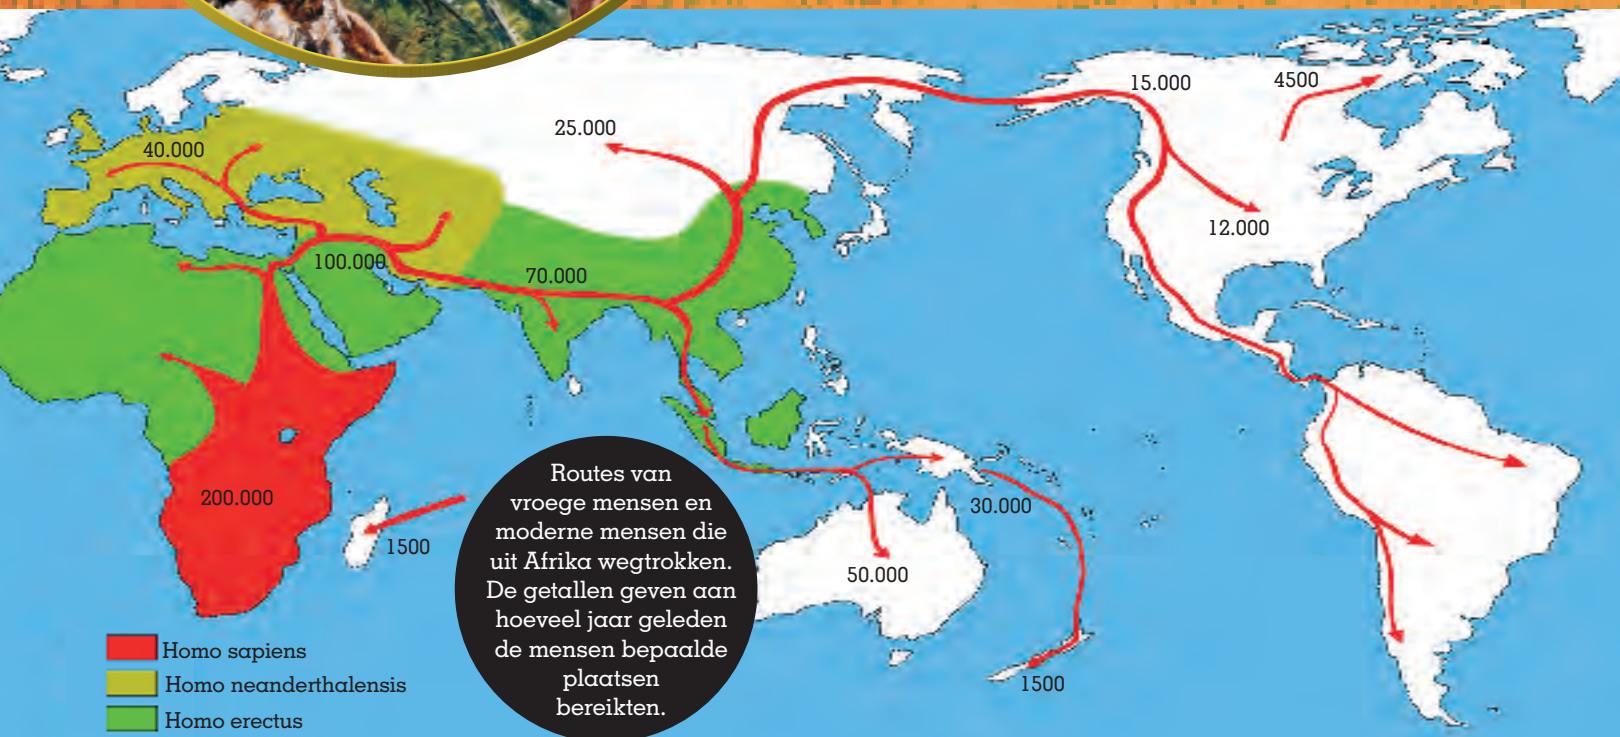 15.000
4500
25.000
40.000
12.000
100.000
70.000
200.000
1500
30.000
50.000
1500
Routes van
vroege mensen en
moderne mensen die
uit Afrika wegtrokken.
De getallen geven aan
hoeveel jaar geleden
de mensen bepaalde
plaatsen
bereikten.
Homo sapiens
Homo neanderthalensis
Homo erectus